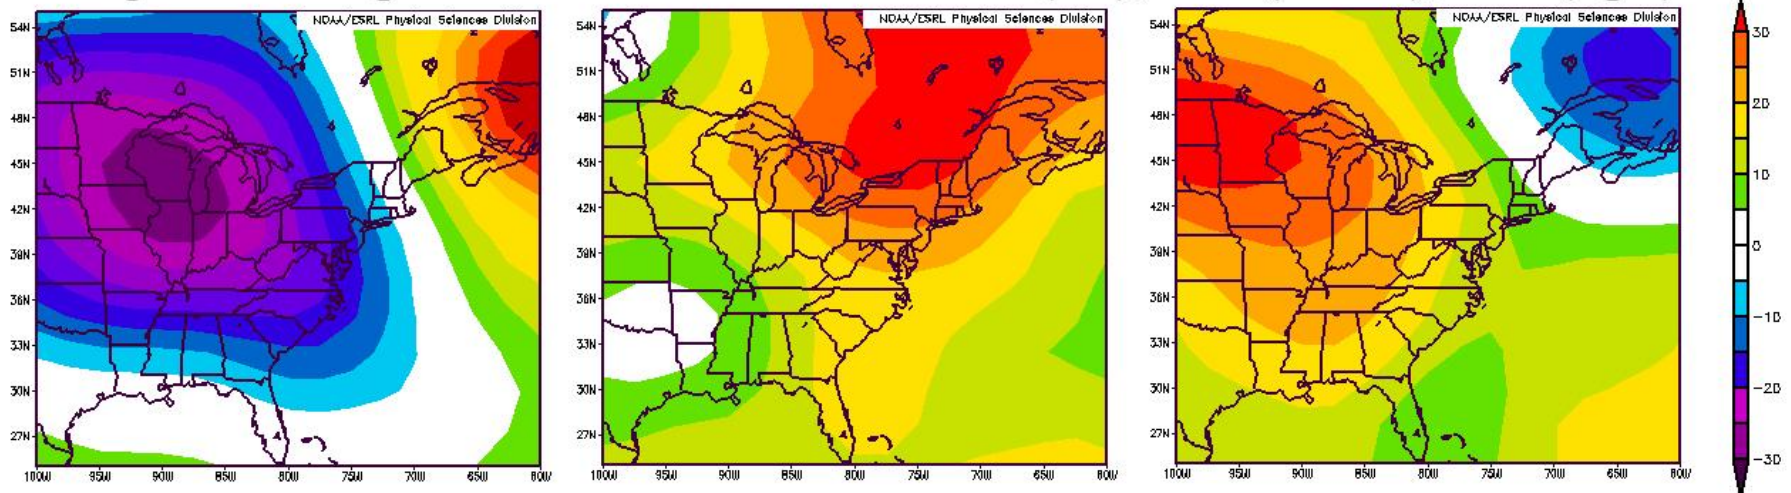 NOAA/ESRL Physical Sciences Division
54N
51N
48N
45N
42N
39N
36N
33N
30N
27N
100W 95W 90W 85W 80W 75W 70W 65W 60W
NOAA/ESRL Physical Sciences Division
54N
51N
48N
45N
42N
39N
36N
33N
30N
27N
100W 95W 90W 85W 80W 75W 70W 65W 60W
NOAA/ESRL Physical Sciences Division
54N
51N
48N
45N
42N
39N
36N
33N
30N
27N
100W 95W 90W 85W 80W 75W 70W 65W 60W
30
20
10
0
-10
-20
-30